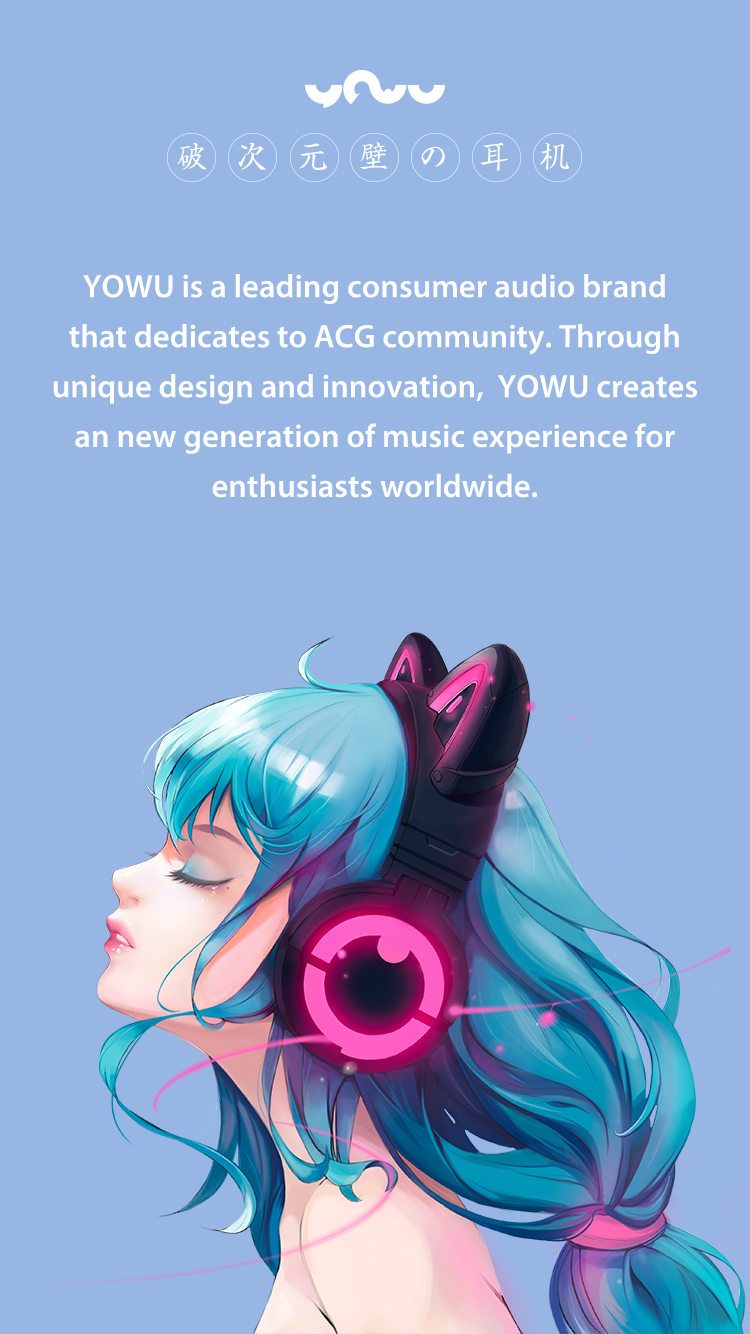 YOWU
破次元壁の耳机
YOWU is a leading consumer audio brand
that dedicates to ACG community. Through
unique design and innovation,  YOWU creates
an new generation of music experience for
enthusiasts worldwide.